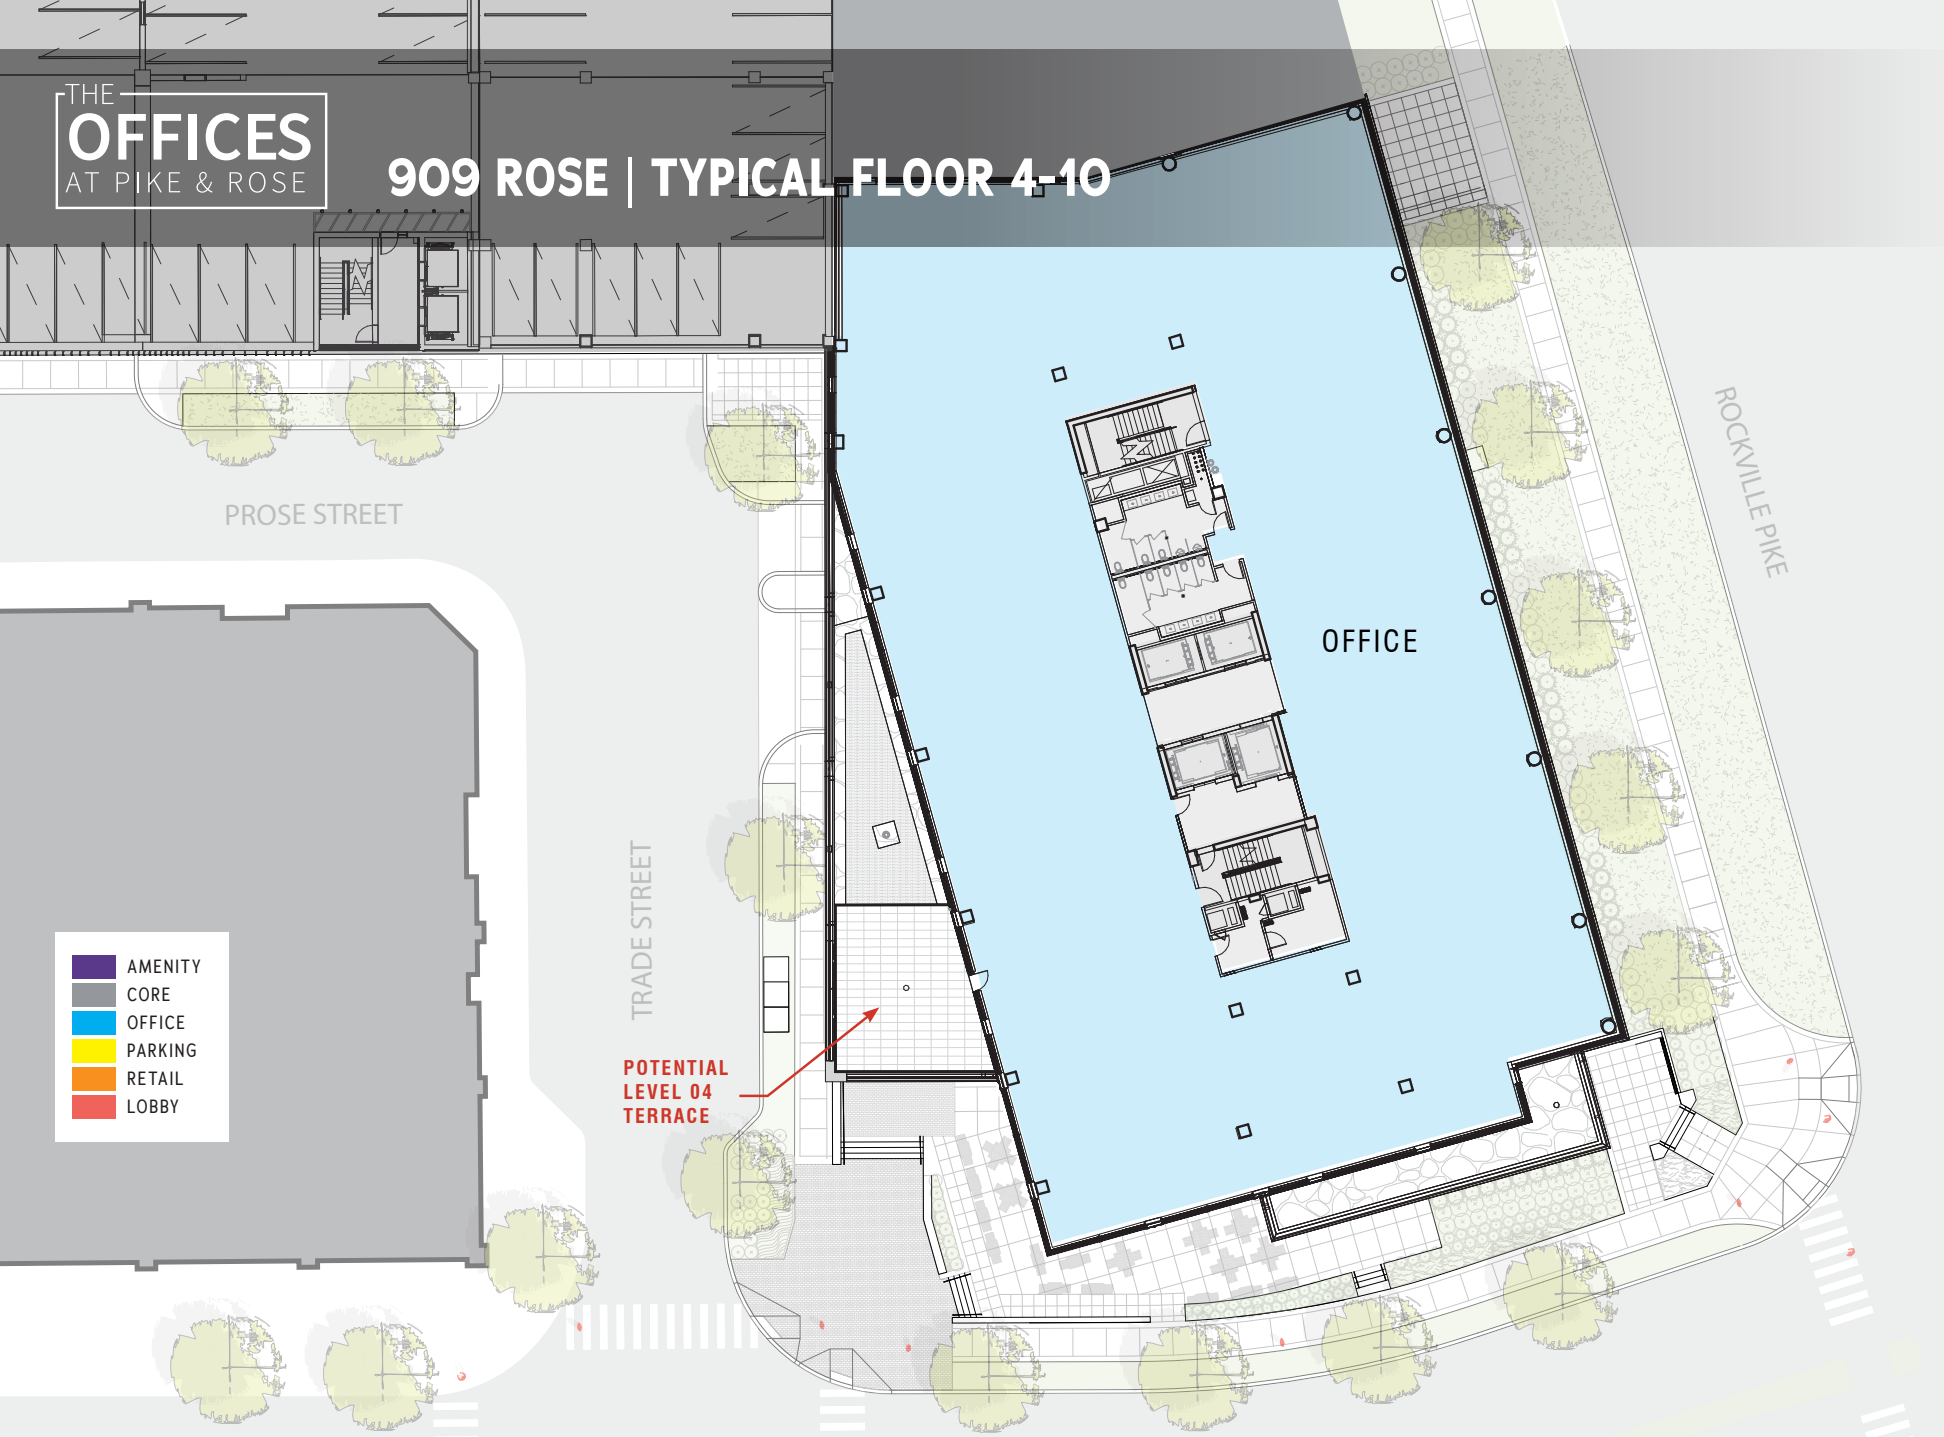 THE
OFFICES
AT PIKE & ROSE
909 ROSE | TYPICAL FLOOR 4-10
ROCKVILLE PIKE
PROSE STREET
OFFICE
TRADE STREET
AMENITY
CORE
OFFICE
PARKING
RETAIL
LOBBY
POTENTIAL
LEVEL 04
TERRACE